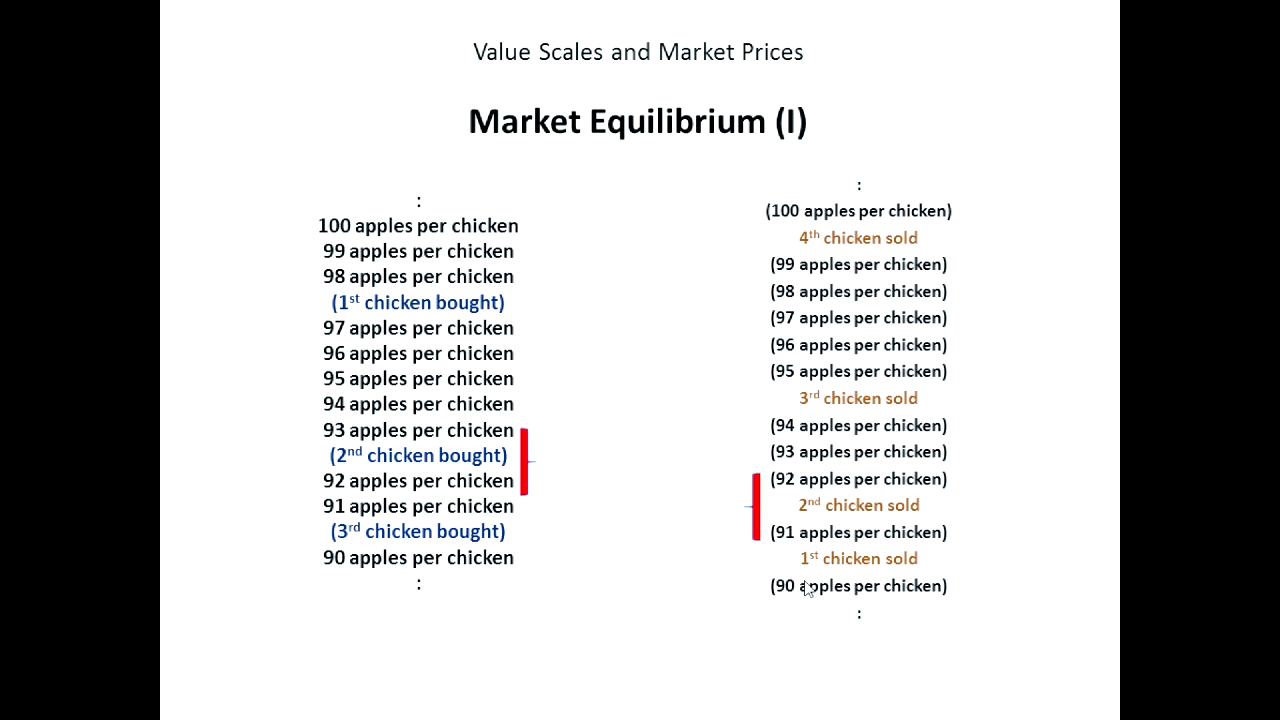 Value Scales and Market Prices
Market Equilibrium (I)
:
100 apples per chicken
99 apples per chicken
98 apples per chicken
(1st chicken bought)
97 apples per chicken
96 apples per chicken
95 apples per chicken
94 apples per chicken
93 apples per chicken
(2nd chicken bought)
92 apples per chicken
91 apples per chicken
(3rd chicken bought)
90 apples per chicken
:
:
(100 apples per chicken)
4th chicken sold
(99 apples per chicken)
(98 apples per chicken)
(97 apples per chicken)
(96 apples per chicken)
(95 apples per chicken)
3rd chicken sold
(94 apples per chicken)
(93 apples per chicken)
(92 apples per chicken)
2nd chicken sold
(91 apples per chicken)
1st chicken sold
(90 apples per chicken)
: